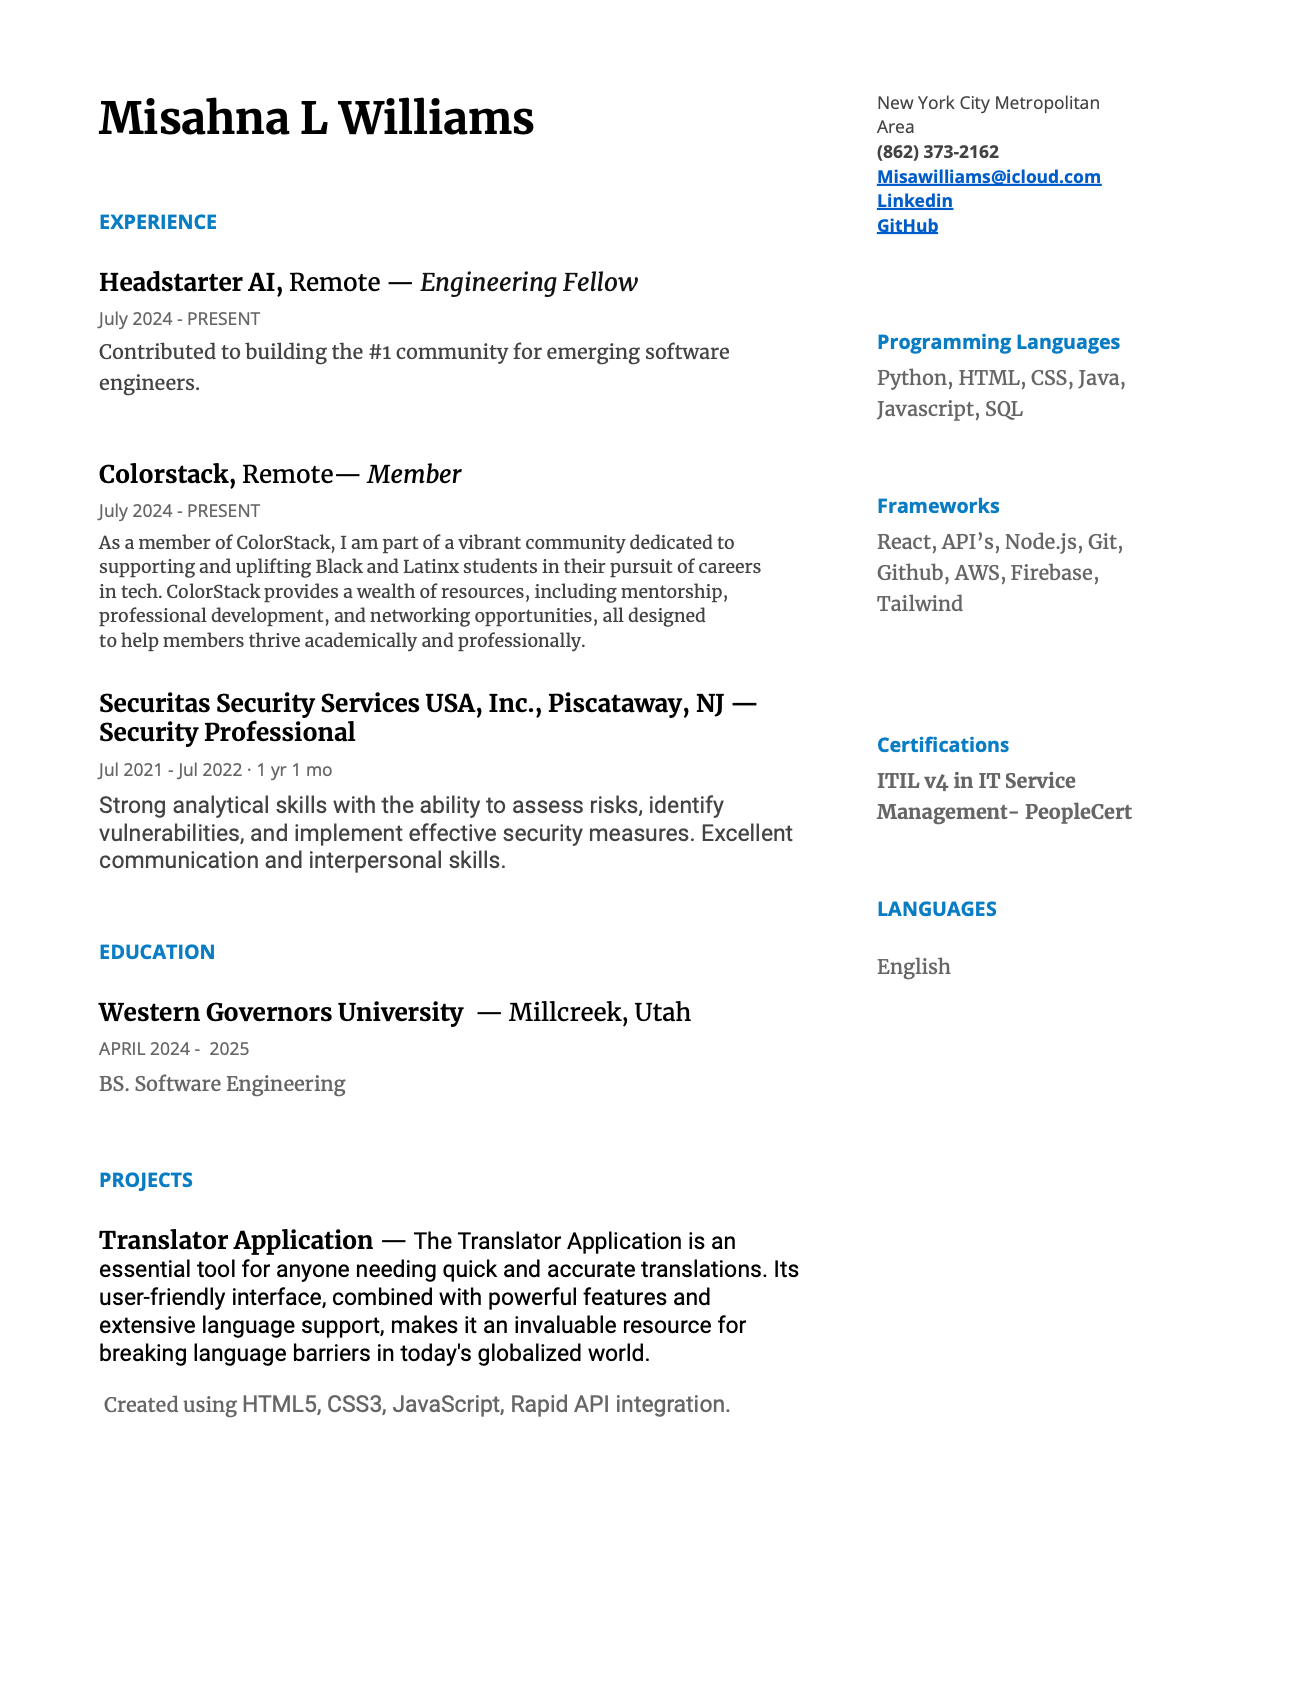 Misahna L Williams
EXPERIENCE
Headstarter AI, Remote — Engineering Fellow
July 2024 - PRESENT
Contributed to building the #1 community for emerging software
engineers.
Colorstack, Remote— Member
July 2024 - PRESENT
As a member of ColorStack, I am part of a vibrant community dedicated to
supporting and uplifting Black and Latinx students in their pursuit of careers
in tech. ColorStack provides a wealth of resources, including mentorship,
professional development, and networking opportunities, all designed
to help members thrive academically and professionally.
Securitas Security Services USA, Inc., Piscataway, NJ —
Security Professional
Jul 2021 - Jul 2022 · 1 yr 1 mo
Strong analytical skills with the ability to assess risks, identify
vulnerabilities, and implement effective security measures. Excellent
communication and interpersonal skills.
EDUCATION
Western Governors University — Millcreek, Utah
APRIL 2024 - 2025
BS. Software Engineering
PROJECTS
Translator Application — The Translator Application is an
essential tool for anyone needing quick and accurate translations. Its
user-friendly interface, combined with powerful features and
extensive language support, makes it an invaluable resource for
breaking language barriers in today's globalized world.
Created using HTML5, CSS3, JavaScript, Rapid API integration.
New York City Metropolitan
Area
(862) 373-2162
Misawilliams@icloud.com
Linkedin
GitHub
Programming Languages
Python, HTML, CSS, Java,
Javascript, SQL
Frameworks
React, API’s, Node.js, Git,
Github, AWS, Firebase,
Tailwind
Certifications
ITIL v4 in IT Service
Management- PeopleCert
LANGUAGES
English